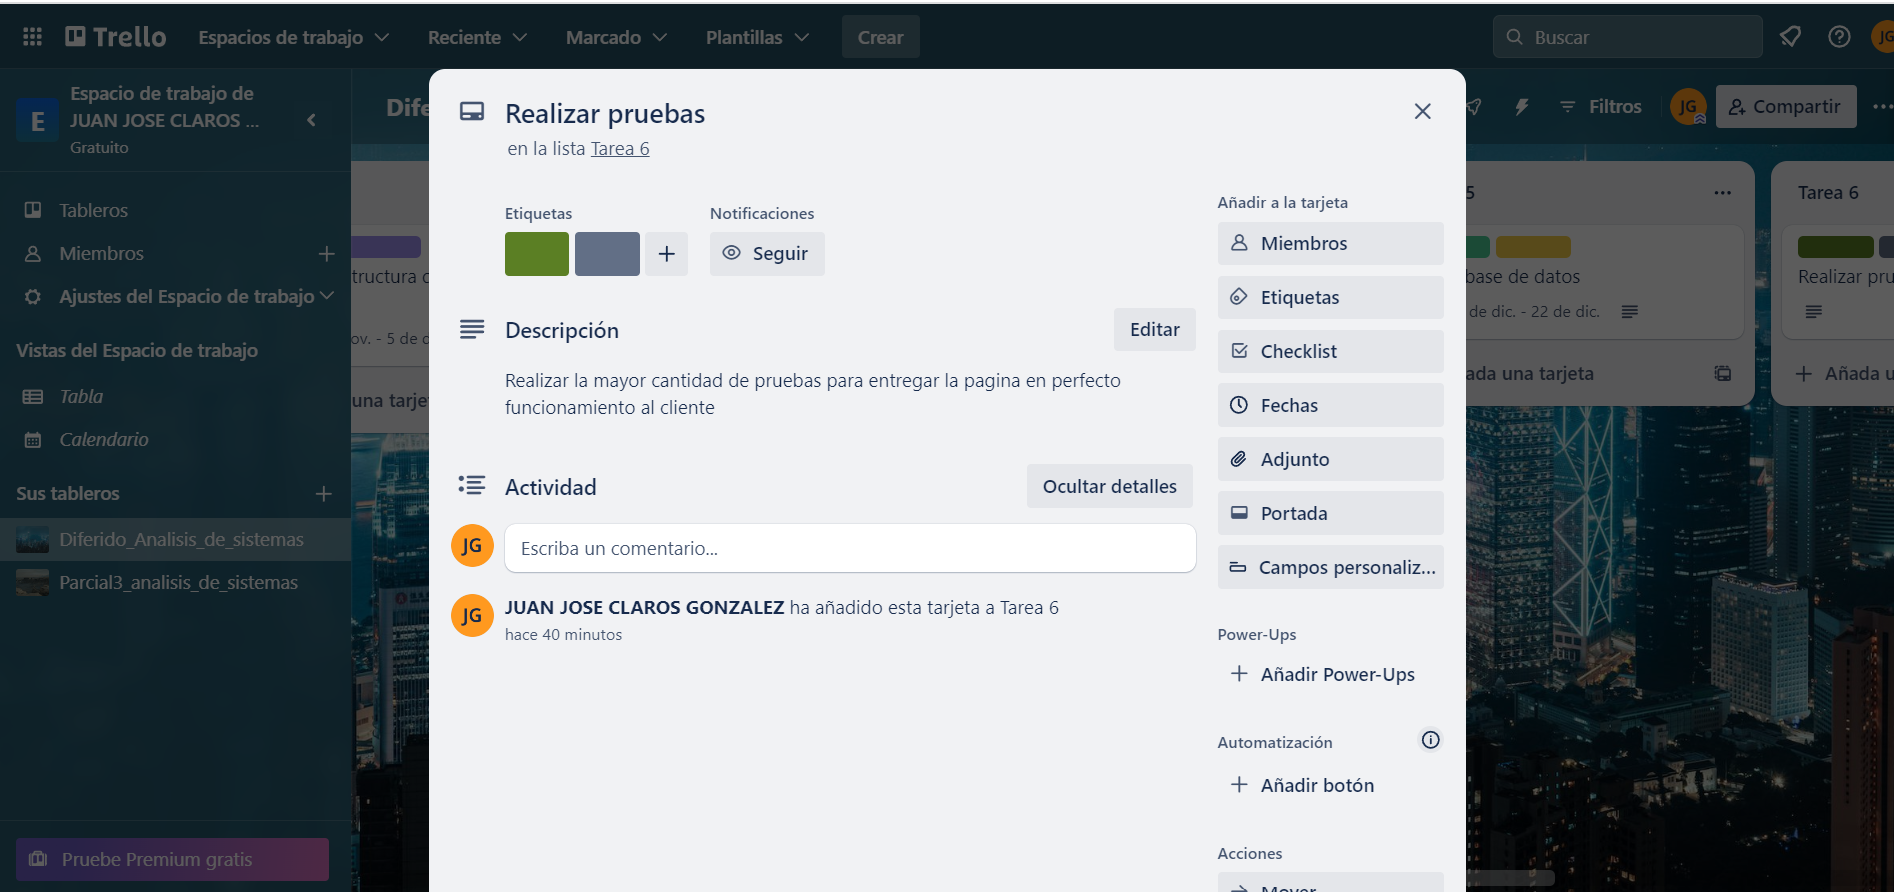 Trello
Espacios de trabajo
Reciente
Marcado
Plantillas
Crear
Buscar
JG
E
Espacio de trabajo de
JUAN JOSE CLAROS ...
Gratuito
Tableros
Miembros
Ajustes del Espacio de trabajo
Vistas del Espacio de trabajo
Tabla
Calendario
Sus tableros
Diferido_Analisis_de_sistemas
Parcial3_analisis_de_sistemas
Pruebe Premium gratis
Dife
Filtros
JG
Compartir
tructura
ov. - 5 de d
una tarje
Realizar pruebas
en la lista Tarea 6
Etiquetas
Notificaciones
Seguir
Descripción
Editar
Realizar la mayor cantidad de pruebas para entregar la pagina en perfecto
funcionamiento al cliente
Actividad
Ocultar detalles
JG
Escriba un comentario...
JG
JUAN JOSE CLAROS GONZALEZ ha añadido esta tarjeta a Tarea 6
hace 40 minutos
Añadir a la tarjeta
Miembros
Etiquetas
Checklist
Fechas
Adjunto
Portada
Campos personaliz...
Power-Ups
Añadir Power-Ups
Automatización
Añadir botón
Acciones
Mover
5
base de datos
de dic. - 22 de dic.
ada una tarjeta
Tarea 6
Realizar pru
Añada u